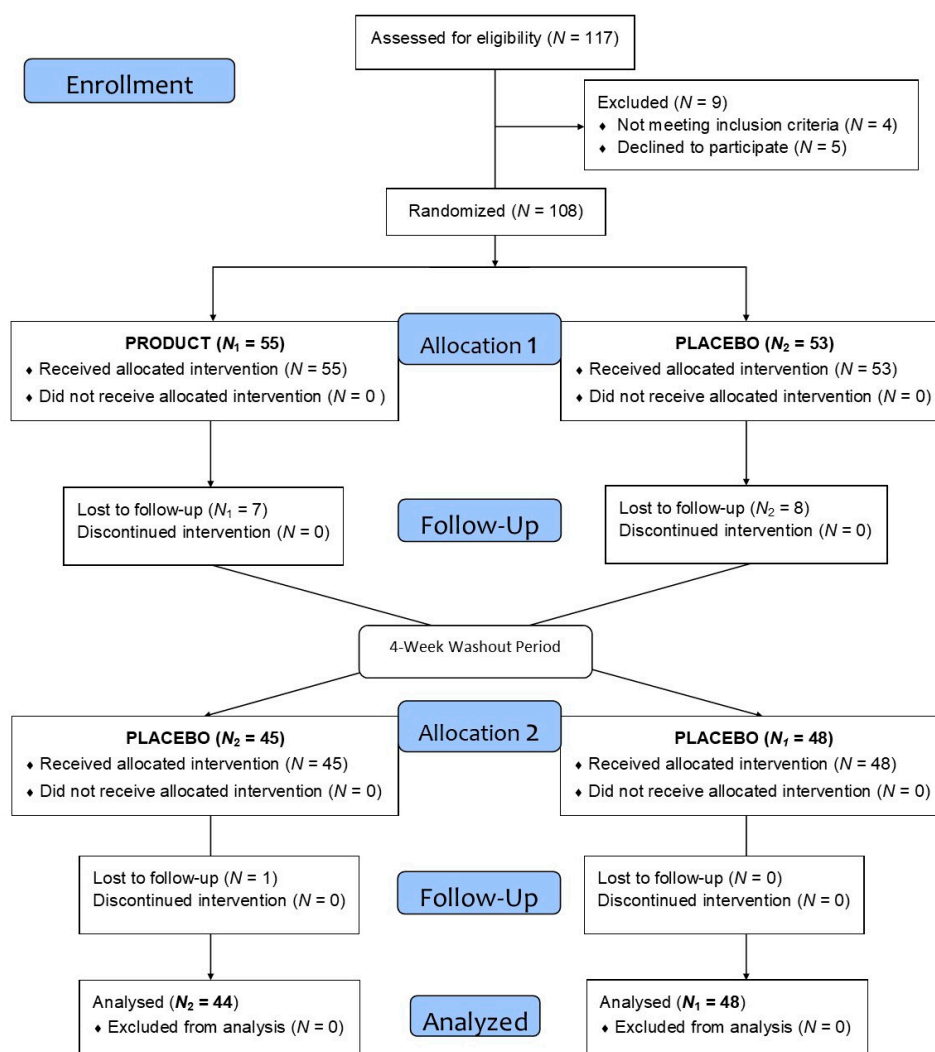 Assessed for eligibility (N = 117)
Enrollment
Excluded (N = 9)
♦ Not meeting inclusion criteria (N = 4)
♦ Declined to participate (N = 5)
Randomized (N = 108)
Allocation 1
PRODUCT (N1 = 55)
♦ Received allocated intervention (N = 55)
♦ Did not receive allocated intervention (N = 0 )
PLACEBO (N2 = 53)
♦ Received allocated intervention (N = 53)
♦ Did not receive allocated intervention (N = 0)
Follow-Up
Lost to follow-up (N1 = 7)
Discontinued intervention (N = 0)
Lost to follow-up (N2 = 8)
Discontinued intervention (N = 0)
4-Week Washout Period
Allocation 2
PLACEBO (N2 = 45)
♦ Received allocated intervention (N = 45)
♦ Did not receive allocated intervention (N = 0)
PLACEBO (N1 = 48)
♦ Received allocated intervention (N = 48)
♦ Did not receive allocated intervention (N = 0)
Follow-Up
Lost to follow-up (N = 1)
Discontinued intervention (N = 0)
Lost to follow-up (N = 0)
Discontinued intervention (N = 0)
Analyzed
Analysed (N2 = 44)
♦ Excluded from analysis (N = 0)
Analysed (N1 = 48)
♦ Excluded from analysis (N = 0)